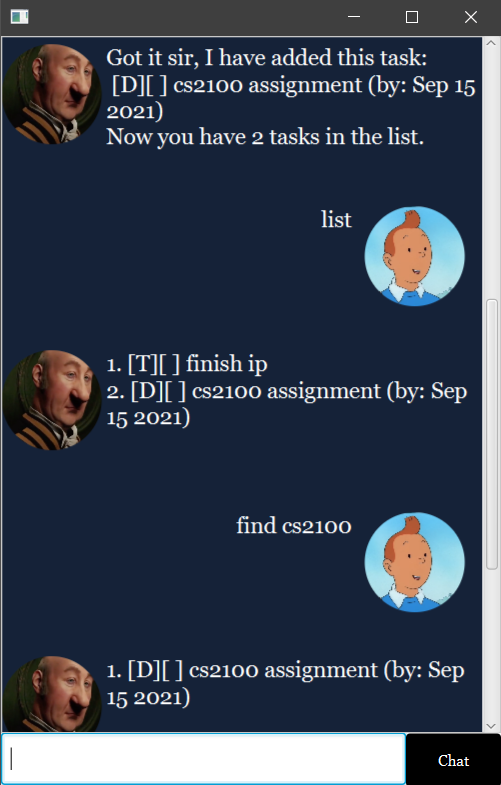 Got it sir, I have added this task:
[D][ ] cs2100 assignment (by: Sep 15
2021)
Now you have 2 tasks in the list.
list
1. [T][ ] finish ip
2. [D][ ] cs2100 assignment (by: Sep
15 2021)
find cs2100
1. [D][ ] cs2100 assignment (by: Sep
15 2021)
Chat